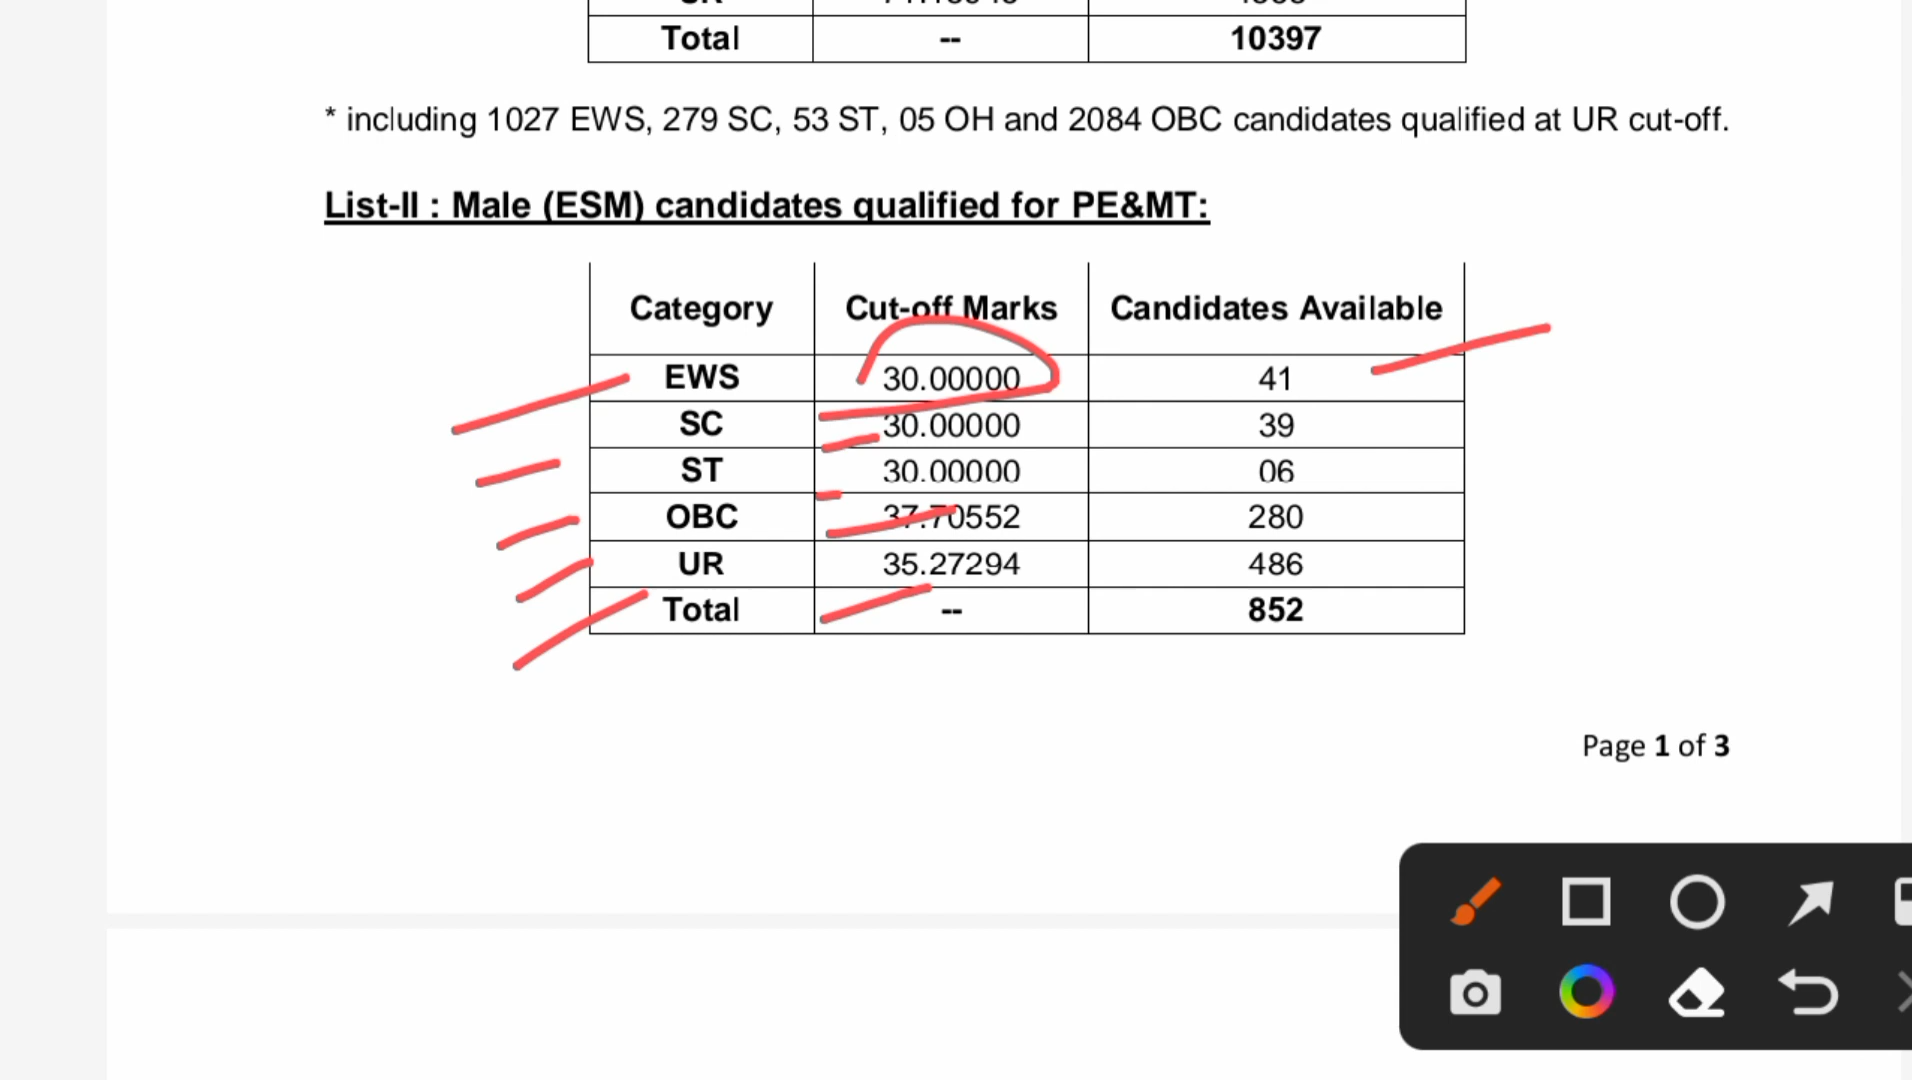 Total -- 10397
* including 1027 EWS, 279 SC, 53 ST, 05 OH and 2084 OBC candidates qualified at UR cut-off.
List-II : Male (ESM) candidates qualified for PE&MT:
Category Cut-off Marks Candidates Available
EWS 30.00000 41
SC 30.00000 39
ST 30.00000 06
OBC 37.70552 280
UR 35.27294 486
Total -- 852
Page 1 of 3